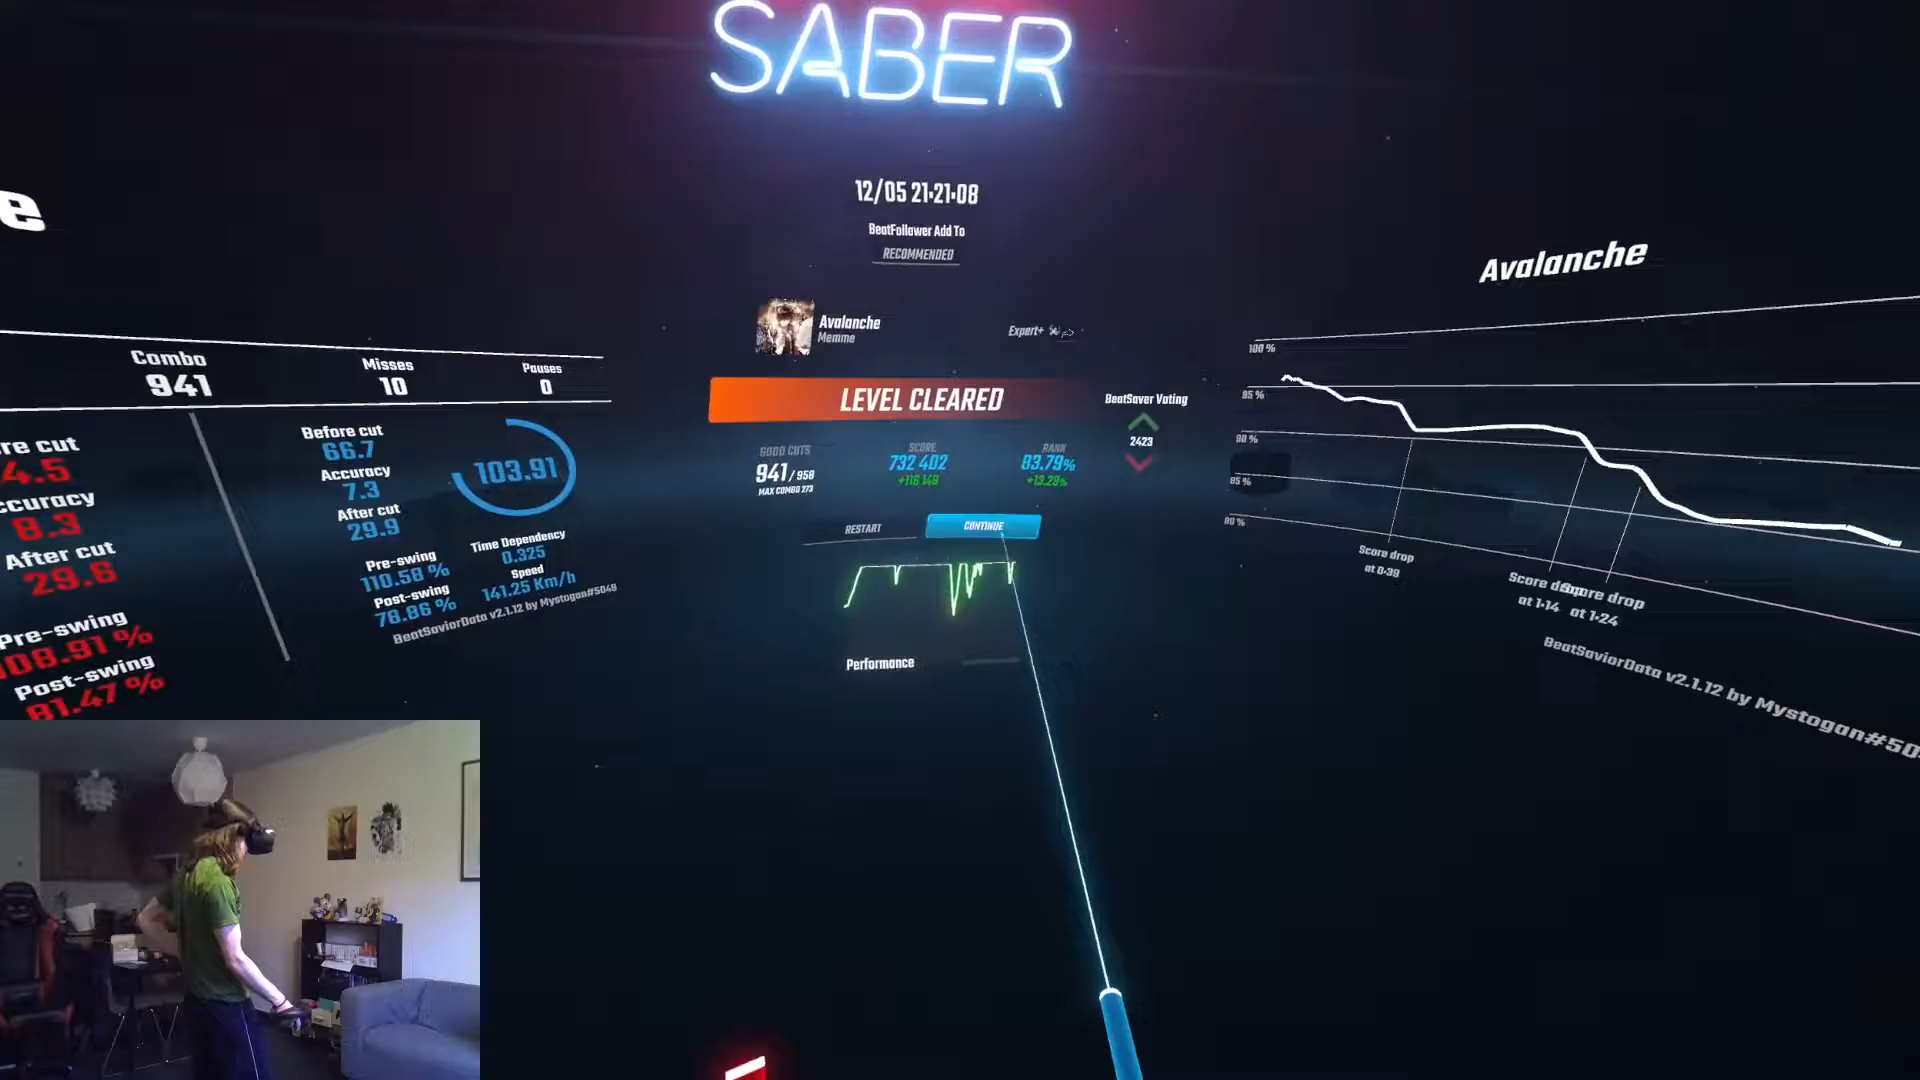 SABER
12/05 21:21:08
BeatFollower Add To
RECOMMENDED
Avalanche
Memme
Expert+
LEVEL CLEARED
GOOD CUTS
941/958
MAX COMBO 273
SCORE
732 402
+116 148
RANK
83.79%
+13.29%
BeatSaver Voting
2423
RESTART
CONTINUE
Performance
e
Combo
941
Misses
10
Pauses
0
re cut
4.5
ccuracy
8.3
After cut
29.6
Pre-swing
108.91 %
Post-swing
81.47 %
Before cut
66.7
Accuracy
7.3
After cut
29.9
103.91
Pre-swing
110.58 %
Post-swing
78.86 %
Time Dependency
0.325
Speed
141.25 Km/h
BeatSaviorData v2.1.12 by Mystogan#5049
Avalanche
100 %
95 %
90 %
85 %
80 %
Score drop
at 0:39
Score drop
at 1:14
Score drop
at 1:24
BeatSaviorData v2.1.12 by Mystogan#504